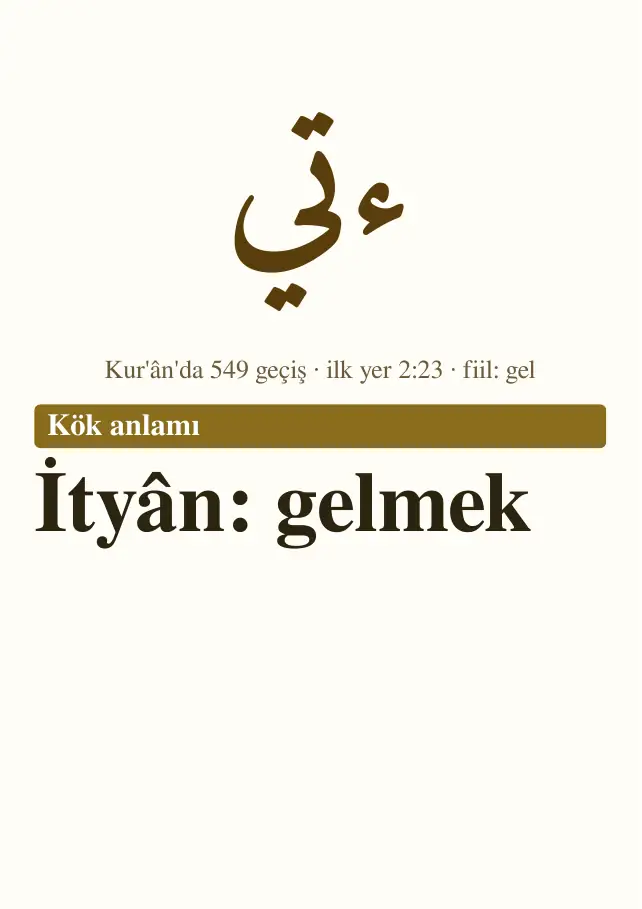 ءتي
Kur'ân'da 549 geçiş · ilk yer 2:23 · fiil: gel
Kök anlamı
İtyân: gelmek